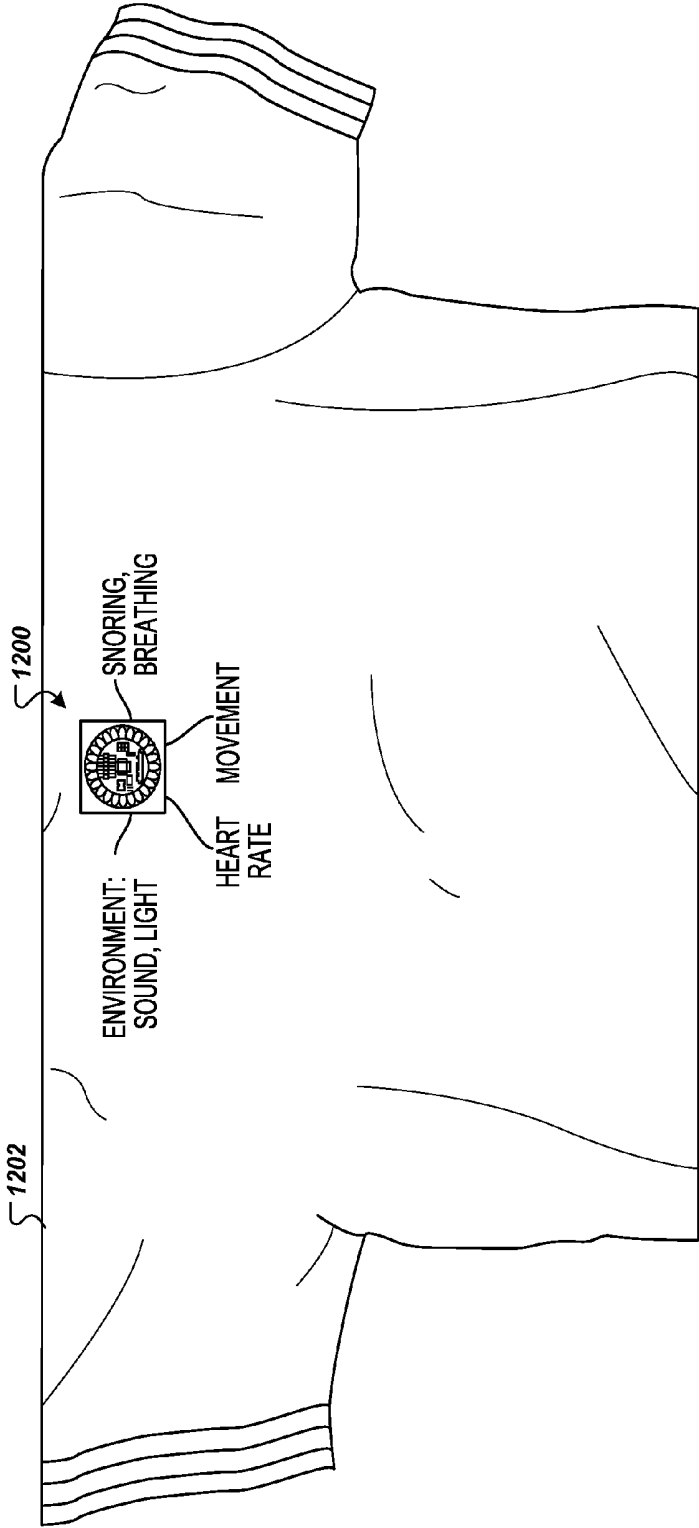 1202
1200
ENVIRONMENT:
SOUND, LIGHT
SNORING,
BREATHING
HEART
RATE
MOVEMENT